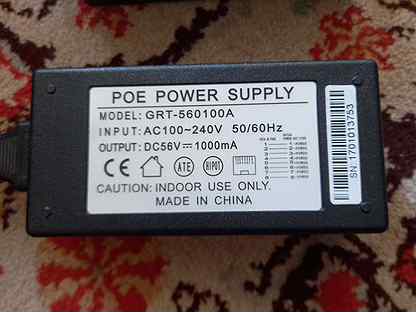 POE POWER SUPPLY
MODEL: GRT-560100A
INPUT: AC100~240V 50/60Hz
OUTPUT: DC56V⎓1000mA
CE ATE HIPOT
CAUTION: INDOOR USE ONLY.
MADE IN CHINA
SN: 1701013753